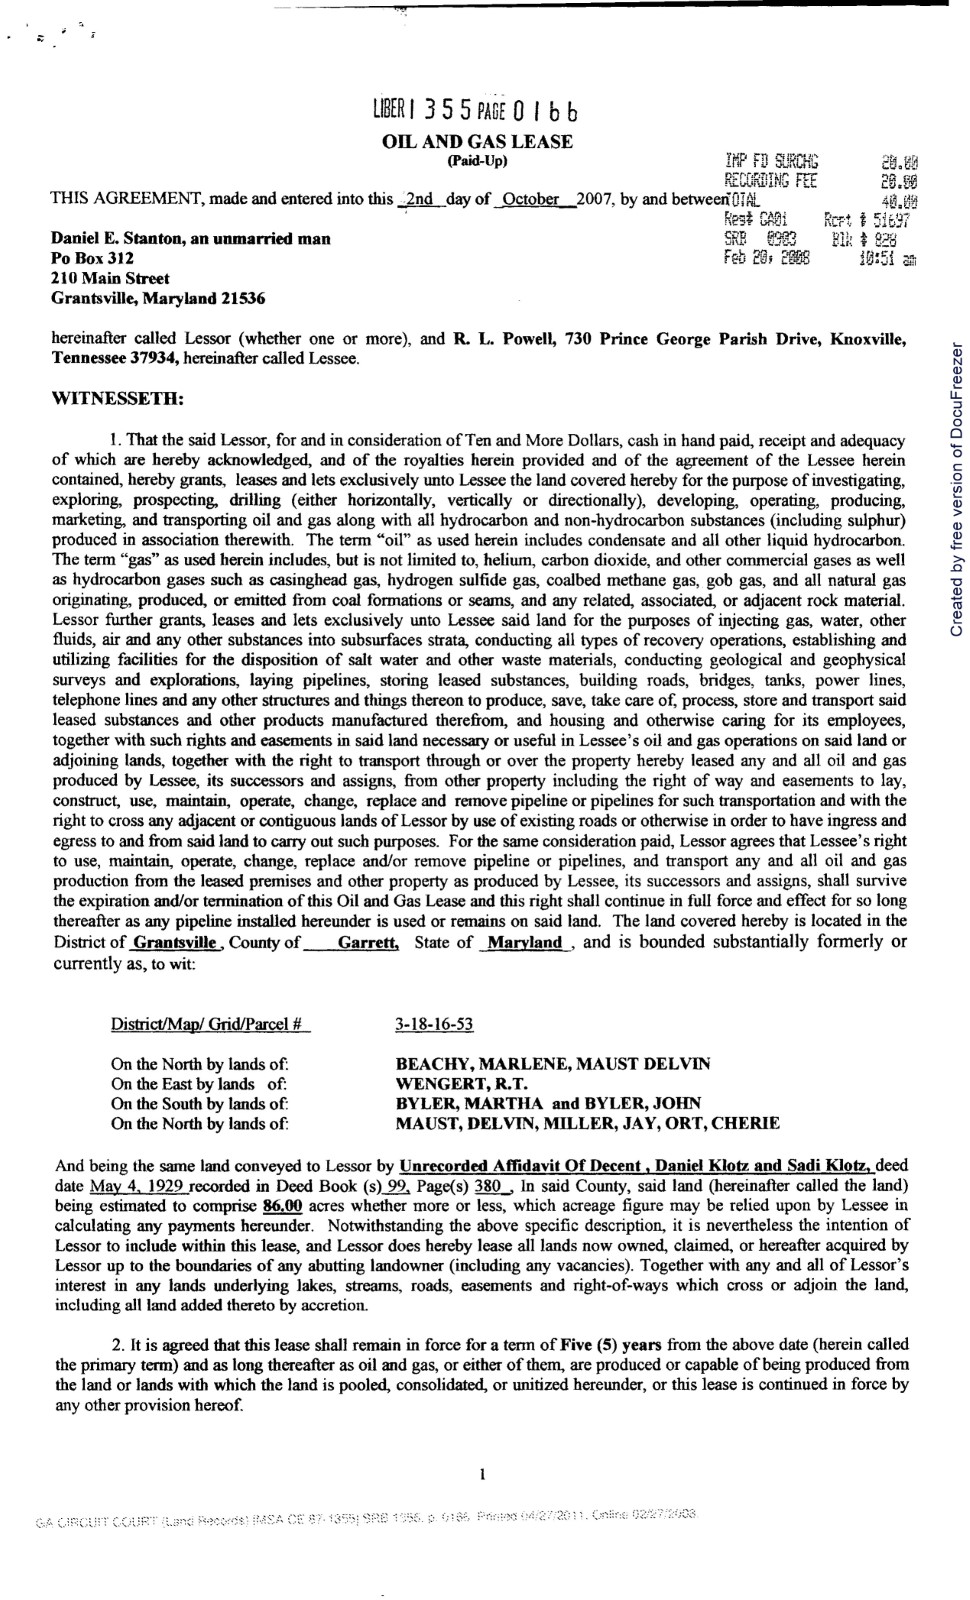 LIBER 1 3 5 5 PAGE 0 1 6 6
OIL AND GAS LEASE
(Paid-Up)
IMP FD SURCHG 20.00
RECORDING FEE 20.00
THIS AGREEMENT, made and entered into this 2nd day of October 2007, by and between
TOTAL 40.00
Res# GA01 Rcpt # 51697
SRB 0903 Blk # 828
Feb 20, 2008 10:51 am
Daniel E. Stanton, an unmarried man
Po Box 312
210 Main Street
Grantsville, Maryland 21536
hereinafter called Lessor (whether one or more), and R. L. Powell, 730 Prince George Parish Drive, Knoxville,
Tennessee 37934, hereinafter called Lessee.
WITNESSETH:
1. That the said Lessor, for and in consideration of Ten and More Dollars, cash in hand paid, receipt and adequacy
of which are hereby acknowledged, and of the royalties herein provided and of the agreement of the Lessee herein
contained, hereby grants, leases and lets exclusively unto Lessee the land covered hereby for the purpose of investigating,
exploring, prospecting, drilling (either horizontally, vertically or directionally), developing, operating, producing,
marketing, and transporting oil and gas along with all hydrocarbon and non-hydrocarbon substances (including sulphur)
produced in association therewith. The term “oil” as used herein includes condensate and all other liquid hydrocarbon.
The term “gas” as used herein includes, but is not limited to, helium, carbon dioxide, and other commercial gases as well
as hydrocarbon gases such as casinghead gas, hydrogen sulfide gas, coalbed methane gas, gob gas, and all natural gas
originating, produced, or emitted from coal formations or seams, and any related, associated, or adjacent rock material.
Lessor further grants, leases and lets exclusively unto Lessee said land for the purposes of injecting gas, water, other
fluids, air and any other substances into subsurfaces strata, conducting all types of recovery operations, establishing and
utilizing facilities for the disposition of salt water and other waste materials, conducting geological and geophysical
surveys and explorations, laying pipelines, storing leased substances, building roads, bridges, tanks, power lines,
telephone lines and any other structures and things thereon to produce, save, take care of, process, store and transport said
leased substances and other products manufactured therefrom, and housing and otherwise caring for its employees,
together with such rights and easements in said land necessary or useful in Lessee’s oil and gas operations on said land or
adjoining lands, together with the right to transport through or over the property hereby leased any and all oil and gas
produced by Lessee, its successors and assigns, from other property including the right of way and easements to lay,
construct, use, maintain, operate, change, replace and remove pipeline or pipelines for such transportation and with the
right to cross any adjacent or contiguous lands of Lessor by use of existing roads or otherwise in order to have ingress and
egress to and from said land to carry out such purposes. For the same consideration paid, Lessor agrees that Lessee’s right
to use, maintain, operate, change, replace and/or remove pipeline or pipelines, and transport any and all oil and gas
production from the leased premises and other property as produced by Lessee, its successors and assigns, shall survive
the expiration and/or termination of this Oil and Gas Lease and this right shall continue in full force and effect for so long
thereafter as any pipeline installed hereunder is used or remains on said land. The land covered hereby is located in the
District of Grantsville, County of Garrett, State of Maryland , and is bounded substantially formerly or
currently as, to wit:
District/Map/ Grid/Parcel # 3-18-16-53
On the North by lands of: BEACHY, MARLENE, MAUST DELVIN
On the East by lands of: WENGERT, R.T.
On the South by lands of: BYLER, MARTHA and BYLER, JOHN
On the North by lands of: MAUST, DELVIN, MILLER, JAY, ORT, CHERIE
And being the same land conveyed to Lessor by Unrecorded Affidavit Of Decent , Daniel Klotz and Sadi Klotz, deed
date May 4, 1929 recorded in Deed Book (s) 99, Page(s) 380 , In said County, said land (hereinafter called the land)
being estimated to comprise 86.00 acres whether more or less, which acreage figure may be relied upon by Lessee in
calculating any payments hereunder. Notwithstanding the above specific description, it is nevertheless the intention of
Lessor to include within this lease, and Lessor does hereby lease all lands now owned, claimed, or hereafter acquired by
Lessor up to the boundaries of any abutting landowner (including any vacancies). Together with any and all of Lessor’s
interest in any lands underlying lakes, streams, roads, easements and right-of-ways which cross or adjoin the land,
including all land added thereto by accretion.
2. It is agreed that this lease shall remain in force for a term of Five (5) years from the above date (herein called
the primary term) and as long thereafter as oil and gas, or either of them, are produced or capable of being produced from
the land or lands with which the land is pooled, consolidated, or unitized hereunder, or this lease is continued in force by
any other provision hereof.
1
GA CIRCUIT COURT (Land Records) [MSA CE 87-1355] SRB 1355, p. 0166. Printed 04/27/2011. Online 02/27/2008.
Created by free version of DocuFreezer